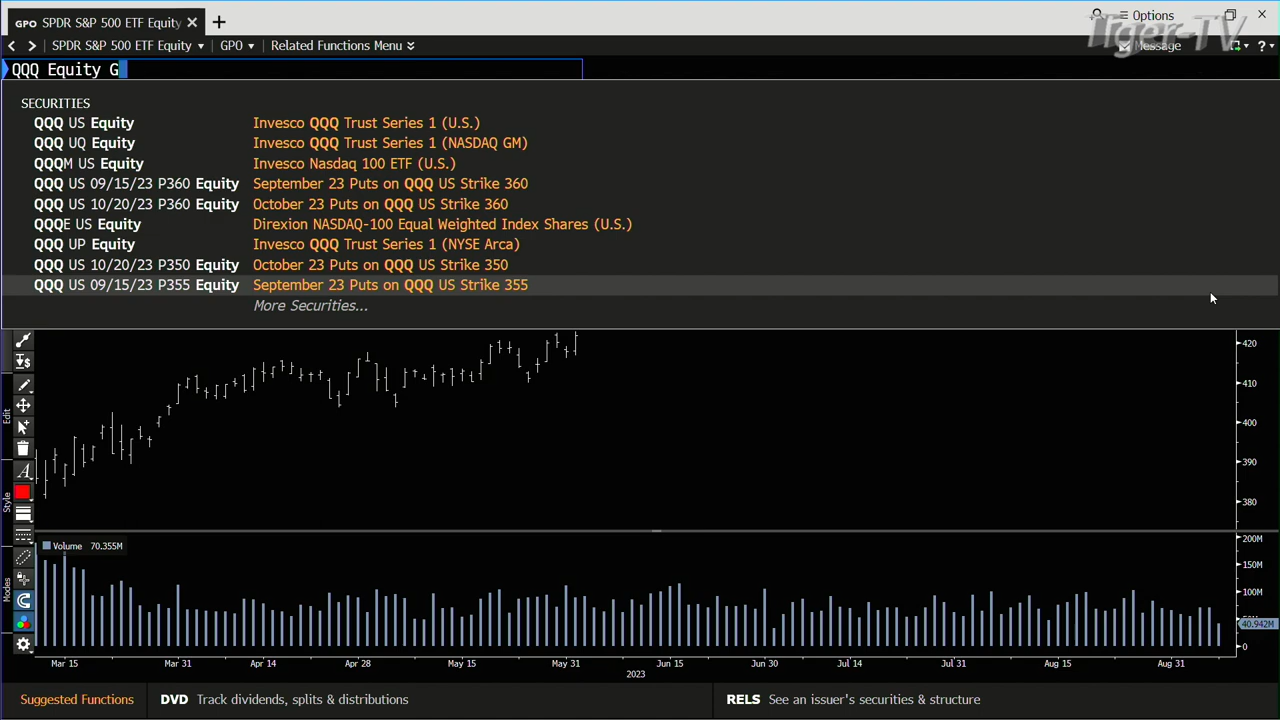 GPO SPDR S&P 500 ETF Equity
Options
Tiger-TV
SPDR S&P 500 ETF Equity GPO Related Functions Menu
Message
?
QQQ Equity G
SECURITIES
QQQ US Equity Invesco QQQ Trust Series 1 (U.S.)
QQQ UQ Equity Invesco QQQ Trust Series 1 (NASDAQ GM)
QQQM US Equity Invesco Nasdaq 100 ETF (U.S.)
QQQ US 09/15/23 P360 Equity September 23 Puts on QQQ US Strike 360
QQQ US 10/20/23 P360 Equity October 23 Puts on QQQ US Strike 360
QQQE US Equity Direxion NASDAQ-100 Equal Weighted Index Shares (U.S.)
QQQ UP Equity Invesco QQQ Trust Series 1 (NYSE Arca)
QQQ US 10/20/23 P350 Equity October 23 Puts on QQQ US Strike 350
QQQ US 09/15/23 P355 Equity September 23 Puts on QQQ US Strike 355
More Securities...
420
410
400
390
380
Edit
Style
Modes
Volume 70.355M
200M
150M
100M
40.942M
0
Mar 15 Mar 31 Apr 14 Apr 28 May 15 May 31 Jun 15 Jun 30 Jul 14 Jul 31 Aug 15 Aug 31
2023
Suggested Functions DVD Track dividends, splits & distributions RELS See an issuer's securities & structure